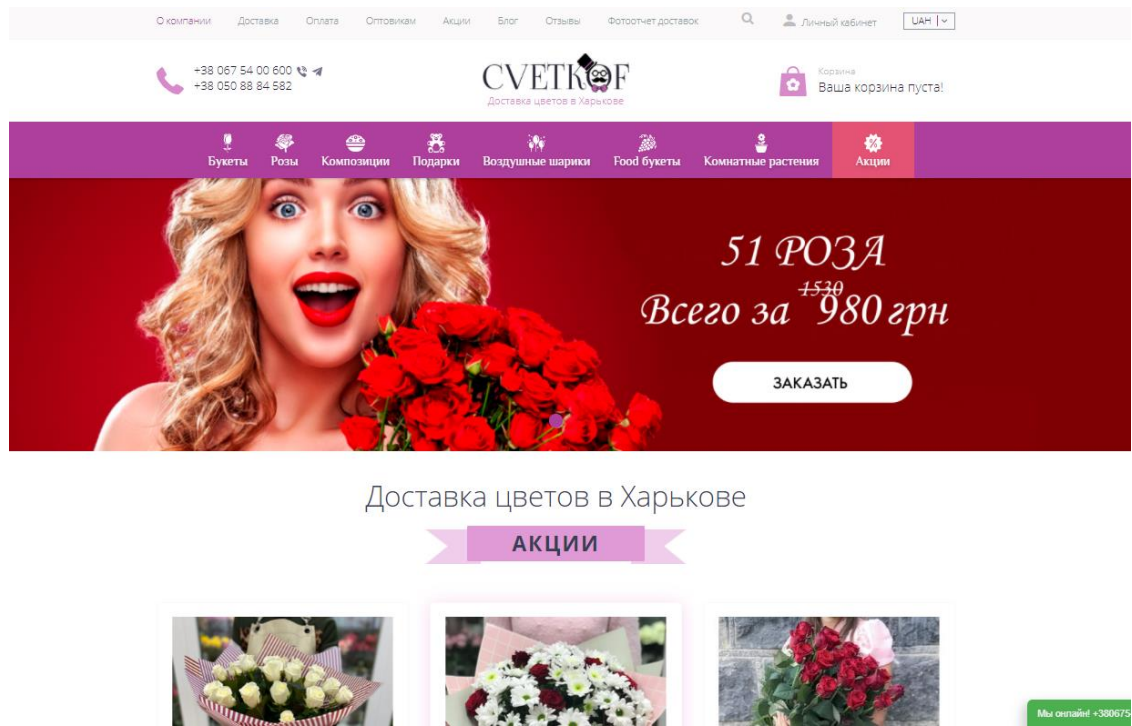 О компании Доставка Оплата Оптовикам Акции Блог Отзывы Фотоотчет доставок Личный кабинет UAH
+38 067 54 00 600
+38 050 88 84 582
CVETKOF
Доставка цветов в Харькове
Корзина
Ваша корзина пуста!
Букеты Розы Композиции Подарки Воздушные шарики Food букеты Комнатные растения Акции
51 РОЗА
1530
Всего за 980 грн
ЗАКАЗАТЬ
Доставка цветов в Харькове
АКЦИИ
Мы онлайн! +380675